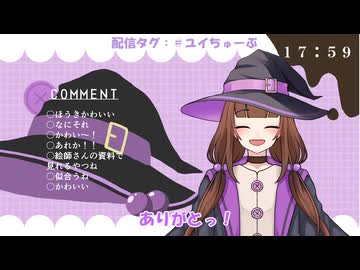 配信タグ：＃ユイちゅーぶ
17:59
COMMENT
○ほうきかわいい
○なにそれ
○かわい～！
○あれか！！
○絵師さんの資料で
見れるやつね
○似合うね
○かわいい
ありがとっ！